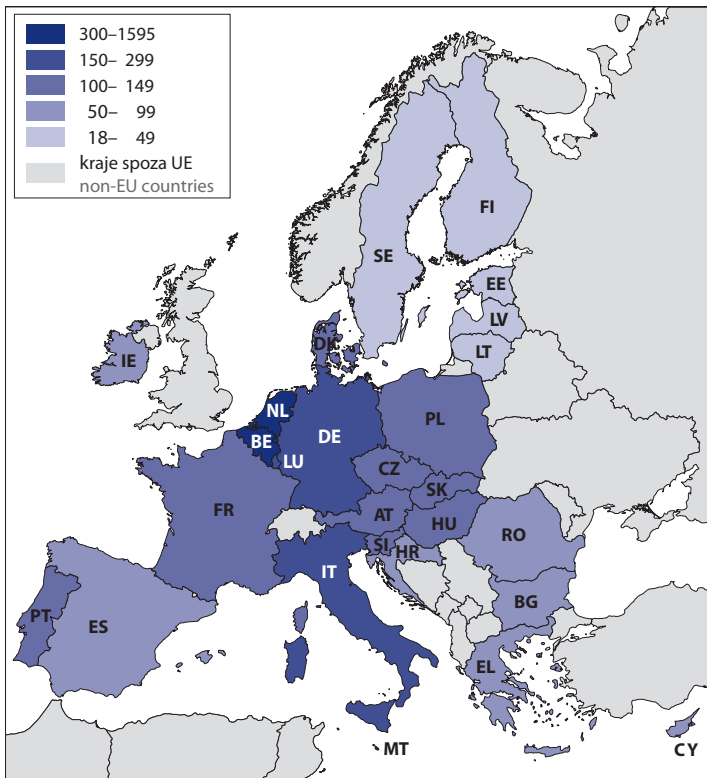 300–1595
150– 299
100– 149
50– 99
18– 49
kraje spoza UE
non-EU countries
FI
SE
EE
LV
DK
LT
IE
NL
PL
DE
BE
LU
CZ
SK
FR
AT
HU
RO
SI
HR
IT
BG
PT
ES
EL
MT
CY